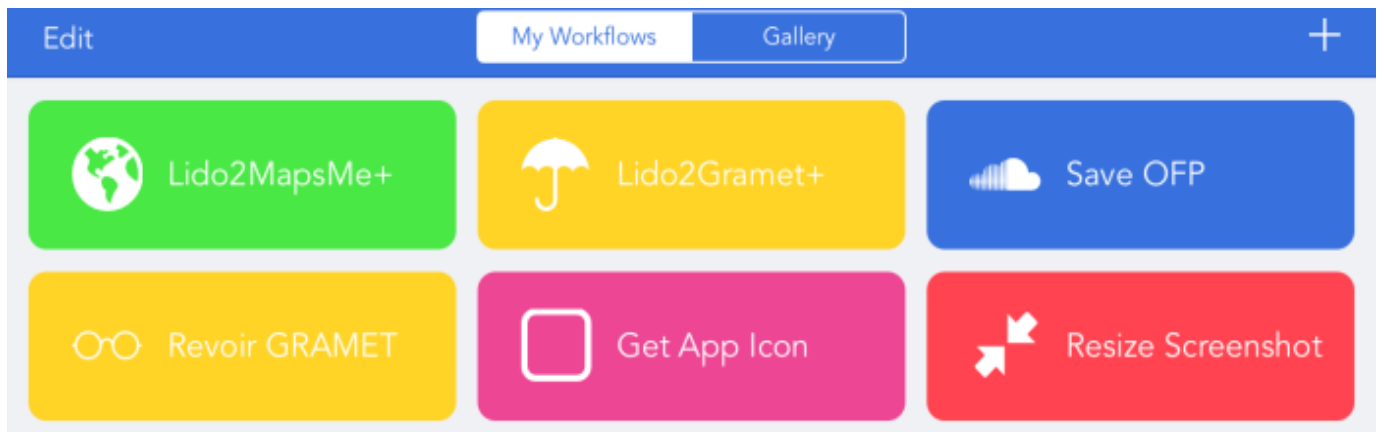 Edit My Workflows Gallery +
Lido2MapsMe+ Lido2Gramet+ Save OFP
Revoir GRAMET Get App Icon Resize Screenshot